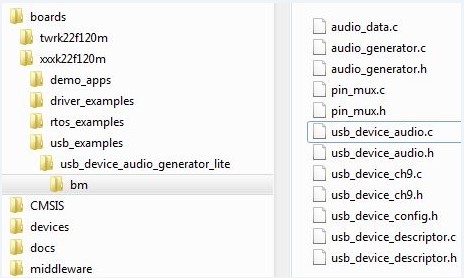 boards
twrk22f120m
xxxk22f120m
demo_apps
driver_examples
rtos_examples
usb_examples
usb_device_audio_generator_lite
bm
CMSIS
devices
docs
middleware
audio_data.c
audio_generator.c
audio_generator.h
pin_mux.c
pin_mux.h
usb_device_audio.c
usb_device_audio.h
usb_device_ch9.c
usb_device_ch9.h
usb_device_config.h
usb_device_descriptor.c
usb_device_descriptor.h